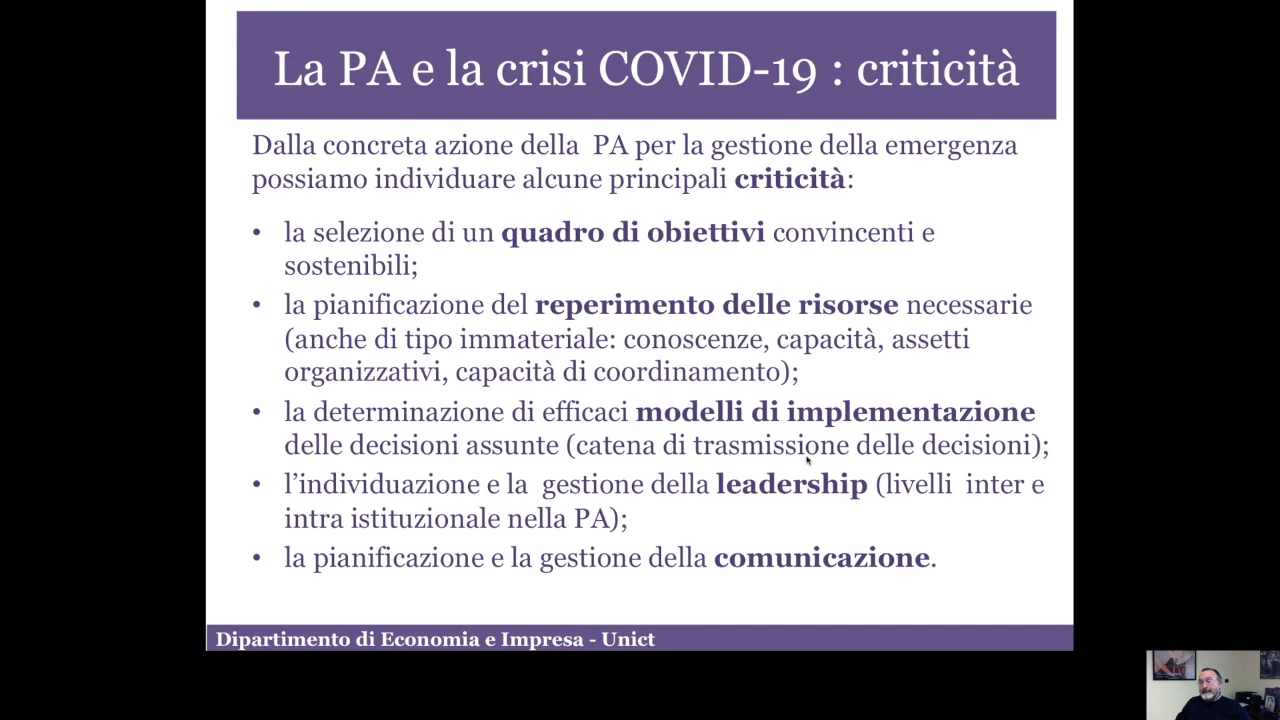 La PA e la crisi COVID-19 : criticità
Dalla concreta azione della PA per la gestione della emergenza
possiamo individuare alcune principali criticità:
• la selezione di un quadro di obiettivi convincenti e
sostenibili;
• la pianificazione del reperimento delle risorse necessarie
(anche di tipo immateriale: conoscenze, capacità, assetti
organizzativi, capacità di coordinamento);
• la determinazione di efficaci modelli di implementazione
delle decisioni assunte (catena di trasmissione delle decisioni);
• l’individuazione e la gestione della leadership (livelli inter e
intra istituzionale nella PA);
• la pianificazione e la gestione della comunicazione.
Dipartimento di Economia e Impresa - Unict